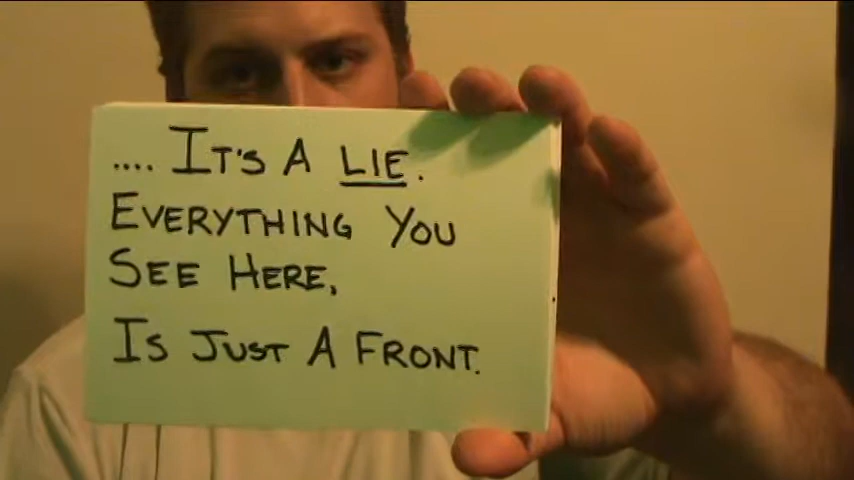 .... It's A LIE.
EVERYTHING YOU
SEE HERE,
IS JUST A FRONT.